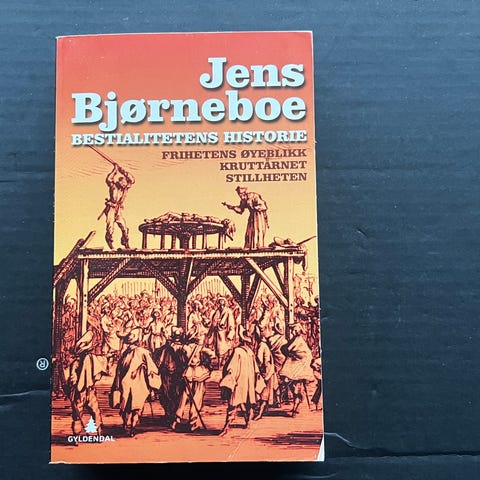 Jens
Bjørneboe
BESTIALITETENS HISTORIE
FRIHETENS ØYEBLIKK
KRUTTÅRNET
STILLHETEN
GYLDENDAL
®